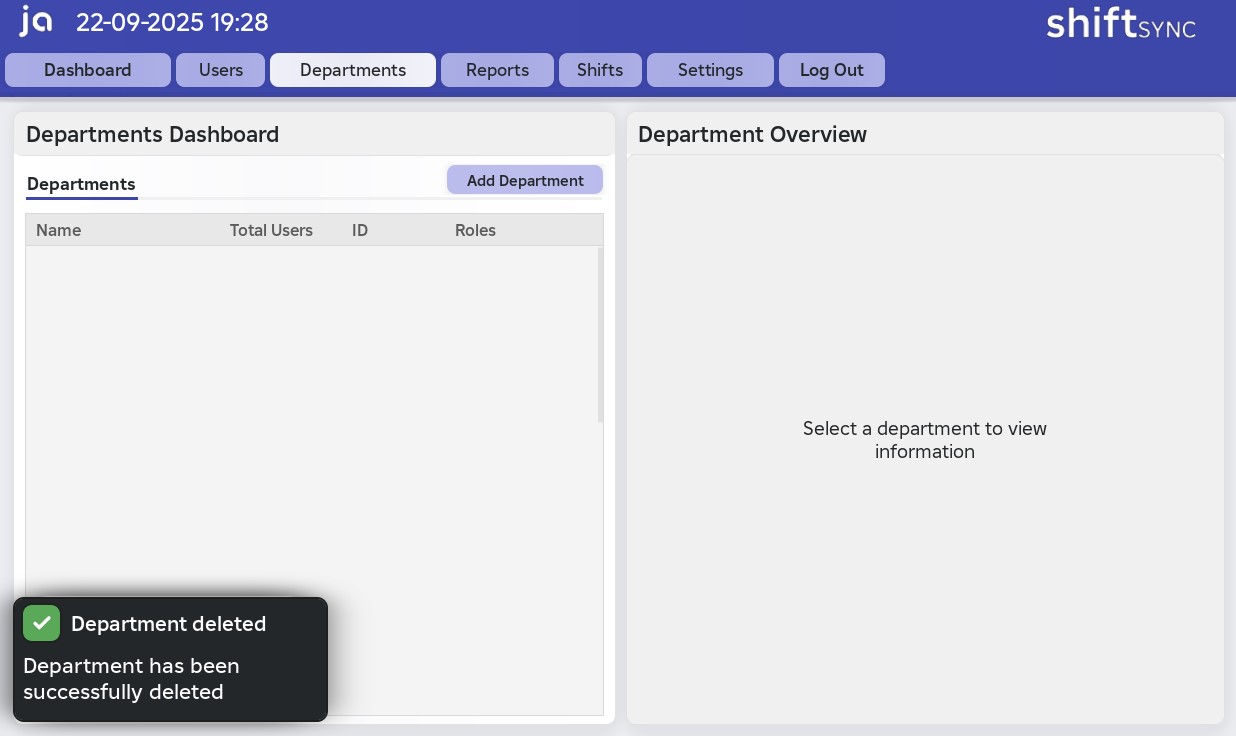 ja 22-09-2025 19:28 shiftSYNC
Dashboard Users Departments Reports Shifts Settings Log Out
Departments Dashboard
Departments Add Department
Name Total Users ID Roles
Department deleted
Department has been
successfully deleted
Department Overview
Select a department to view
information